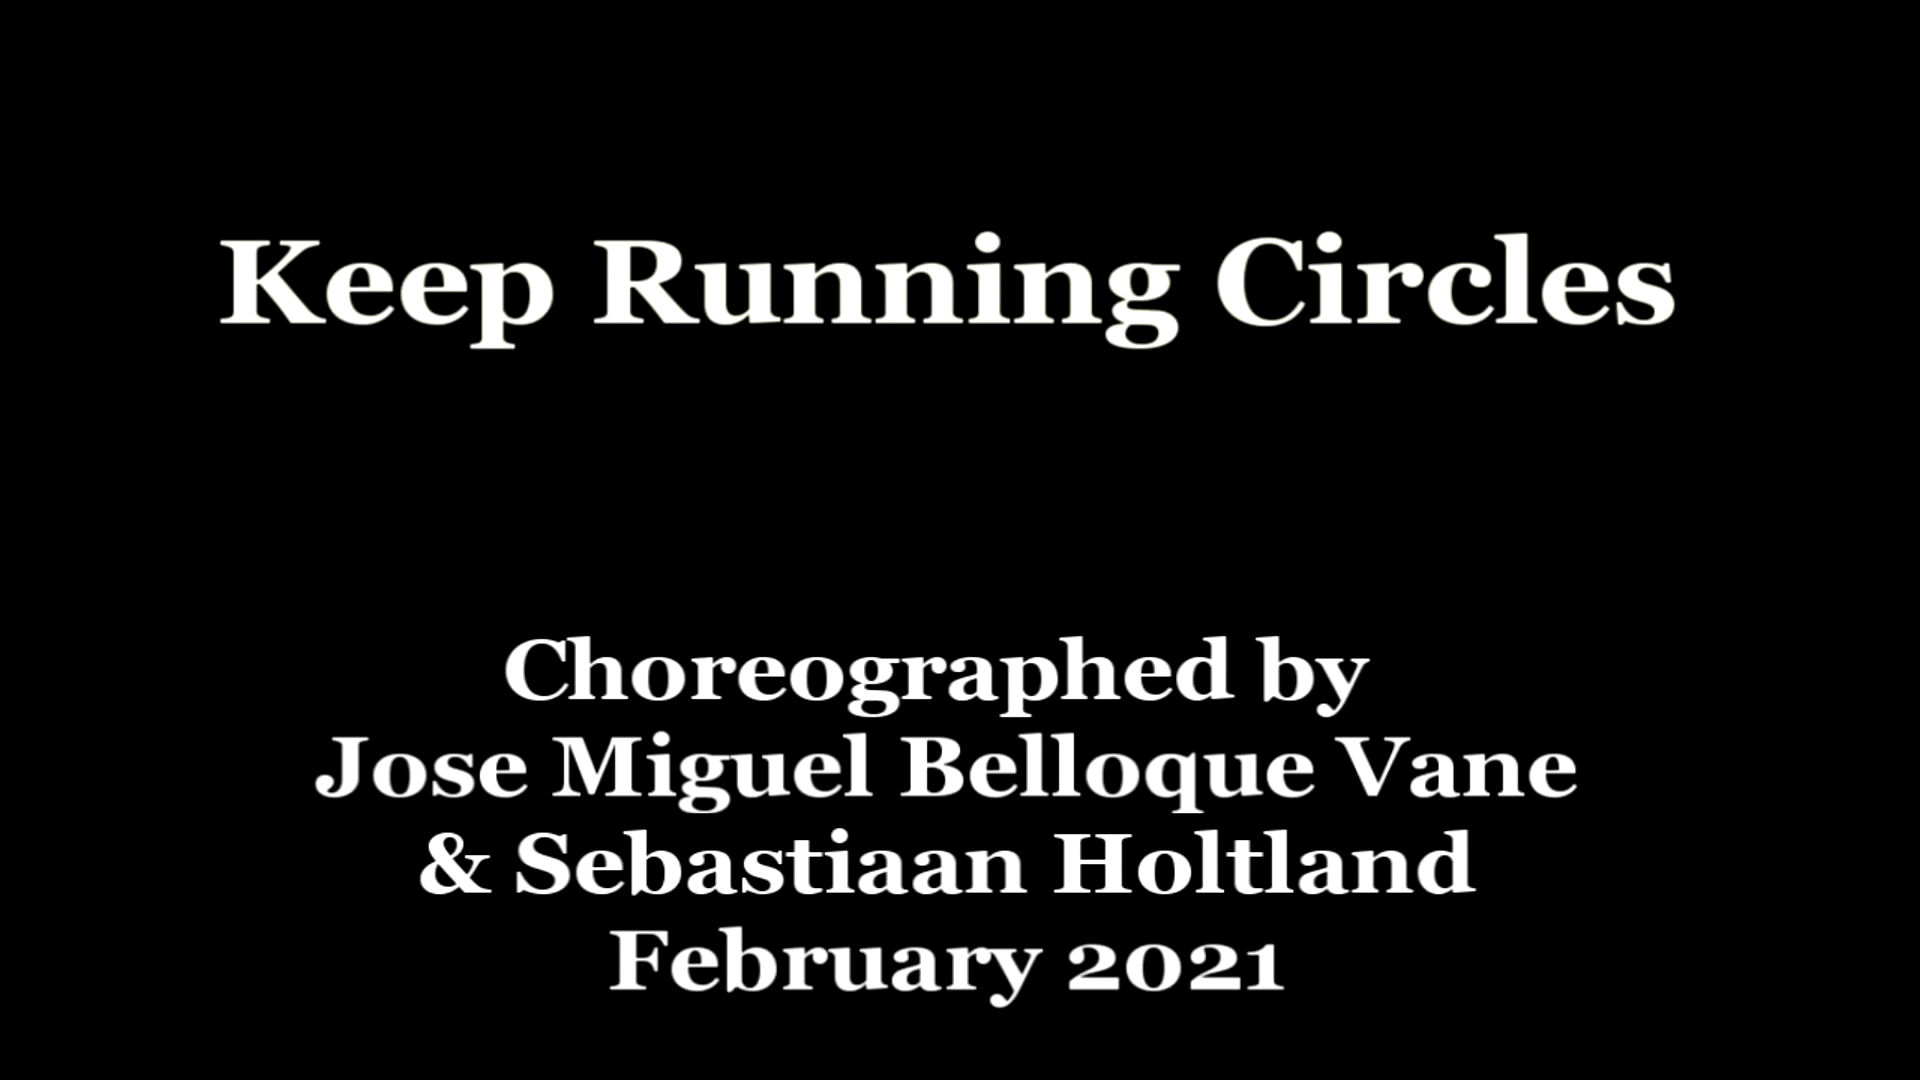 Keep Running Circles
Choreographed by
Jose Miguel Belloque Vane
& Sebastiaan Holtland
February 2021